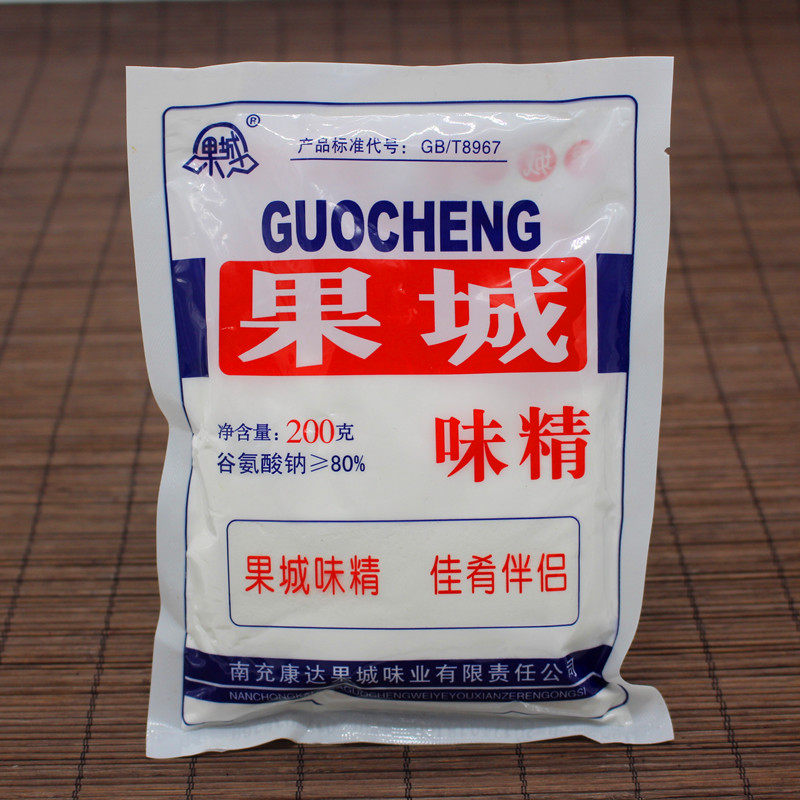 果城®
产品标准代号：GB/T8967
GUOCHENG
果城
净含量：200克
谷氨酸钠≥80%
味精
果城味精 佳肴伴侣
南充康达果城味业有限责任公司